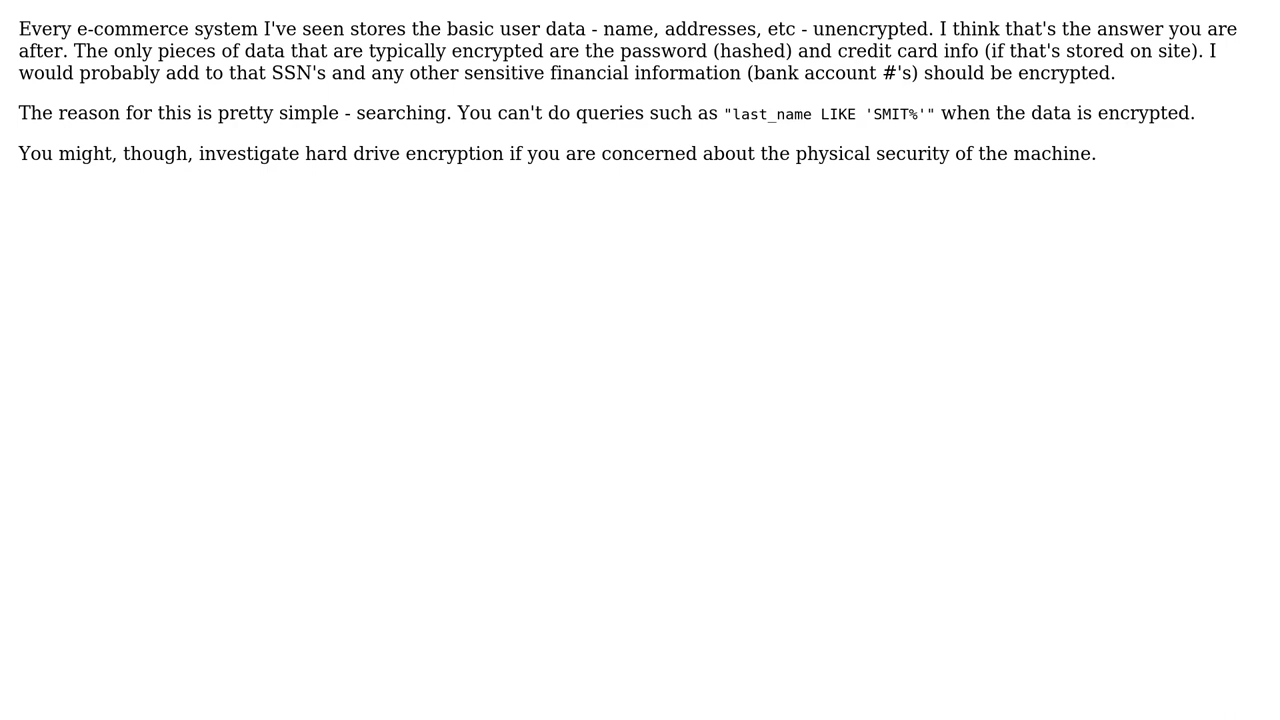 Every e-commerce system I've seen stores the basic user data - name, addresses, etc - unencrypted. I think that's the answer you are
after. The only pieces of data that are typically encrypted are the password (hashed) and credit card info (if that's stored on site). I
would probably add to that SSN's and any other sensitive financial information (bank account #'s) should be encrypted.
The reason for this is pretty simple - searching. You can't do queries such as "last_name LIKE 'SMIT%'" when the data is encrypted.
You might, though, investigate hard drive encryption if you are concerned about the physical security of the machine.